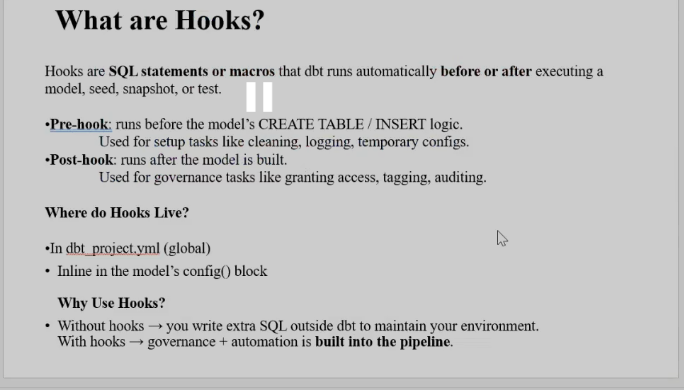 What are Hooks?
Hooks are SQL statements or macros that dbt runs automatically before or after executing a
model, seed, snapshot, or test.
•Pre-hook: runs before the model's CREATE TABLE / INSERT logic.
Used for setup tasks like cleaning, logging, temporary configs.
•Post-hook: runs after the model is built.
Used for governance tasks like granting access, tagging, auditing.
Where do Hooks Live?
•In dbt_project.yml (global)
• Inline in the model's config() block
Why Use Hooks?
• Without hooks → you write extra SQL outside dbt to maintain your environment.
With hooks → governance + automation is built into the pipeline.